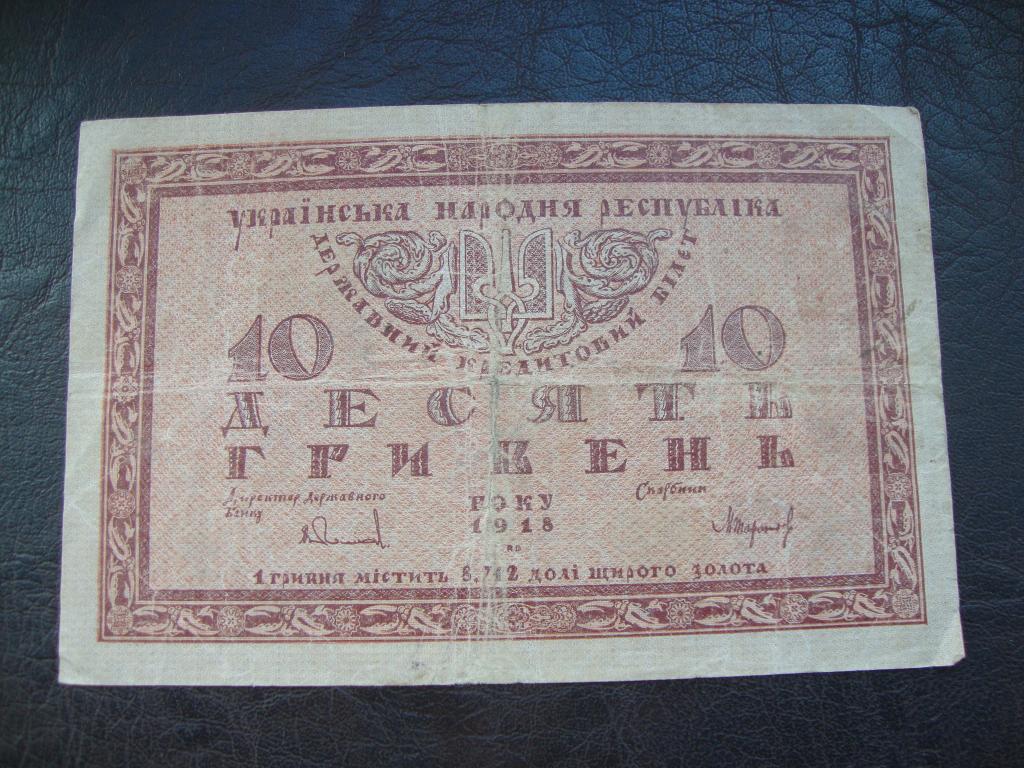 УКРАЇНСЬКА НАРОДНЯ РЕСПУБЛІКА
ДЕРЖАВНИЙ КРЕДИТОВИЙ БІЛЕТ
10 10
ДЕСЯТЬ
ГРИВЕНЬ
Директор Державного Банку
Скарбник
РОКУ
1918
RD
1 ГРИВНЯ МІСТИТЬ 8,712 ДОЛІ ЩИРОГО ЗОЛОТА